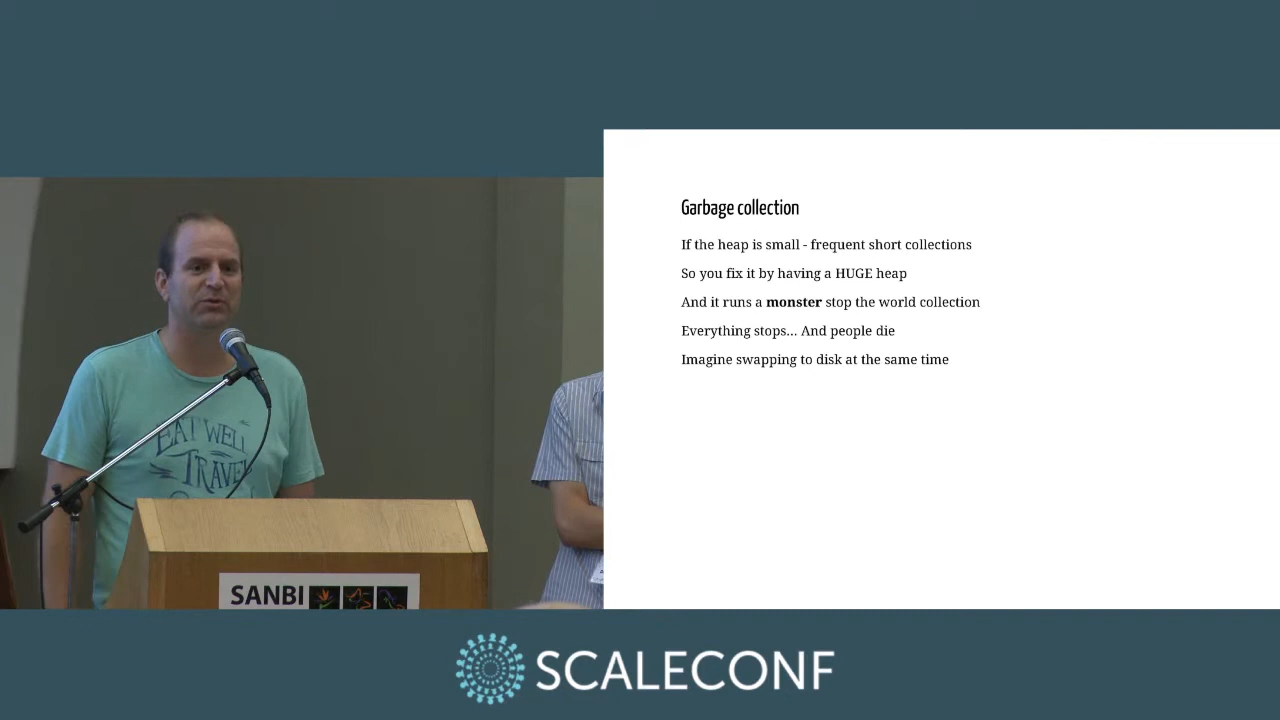 Garbage collection
If the heap is small - frequent short collections
So you fix it by having a HUGE heap
And it runs a monster stop the world collection
Everything stops... And people die
Imagine swapping to disk at the same time
EAT WELL
TRAVEL
SANBI
SCALECONF